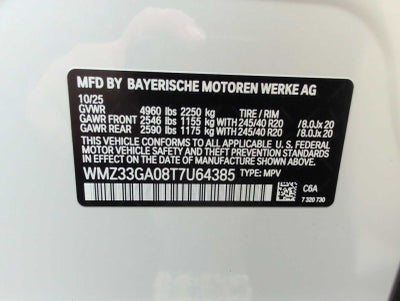 MFD BY BAYERISCHE MOTOREN WERKE AG
10/25
GVWR 4960 lbs 2250 kg TIRE / RIM
GAWR FRONT 2546 lbs 1155 kg WITH 245/40 R20 /8.0J x 20
GAWR REAR 2590 lbs 1175 kg WITH 245/40 R20 /8.0J x 20
THIS VEHICLE CONFORMS TO ALL APPLICABLE U.S. FEDERAL
MOTOR VEHICLE SAFETY, BUMPER, AND THEFT PREVENTION
STANDARDS IN EFFECT ON THE DATE OF MANUFACTURE SHOWN ABOVE.
WMZ33GA08T7U64385 TYPE: MPV
C6A
7 320 730